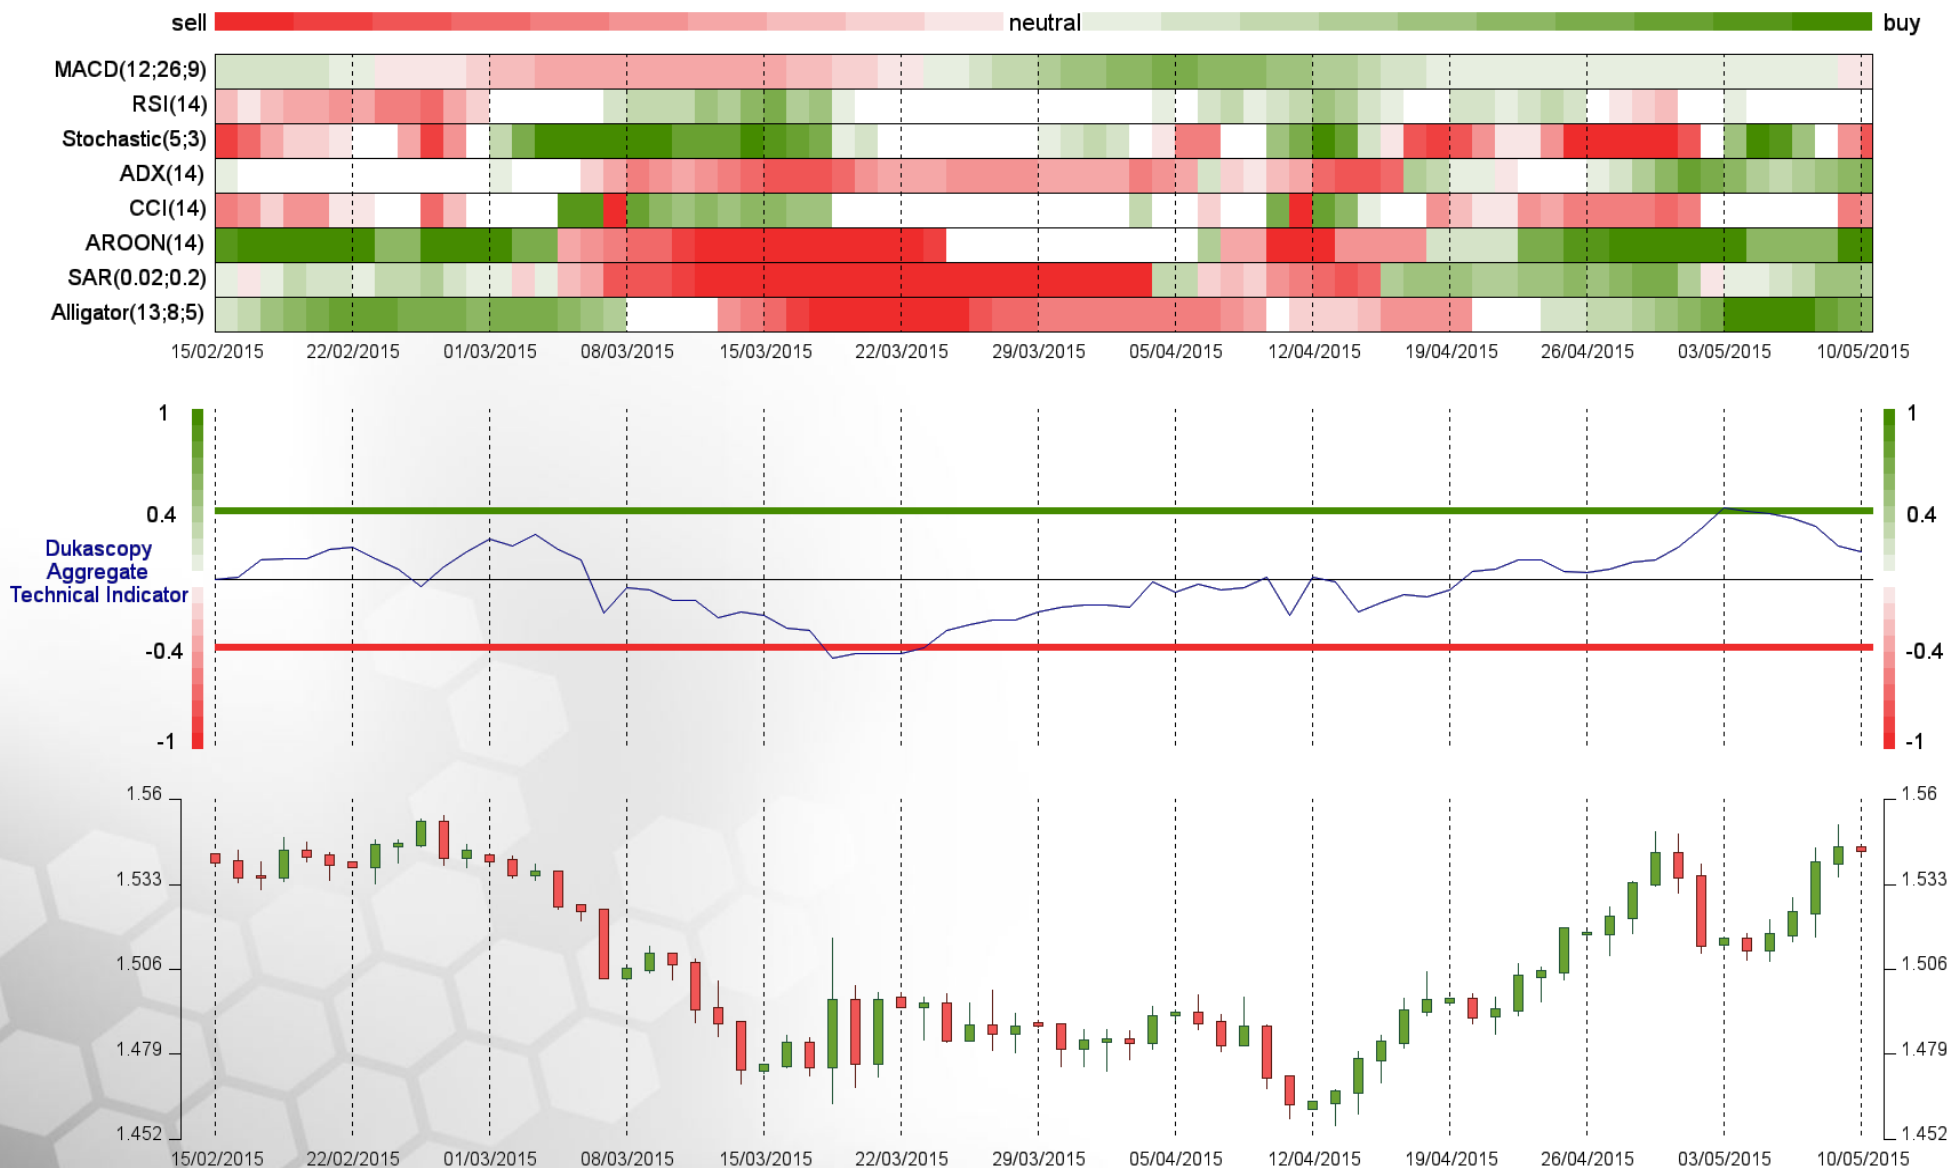 sell neutral buy
MACD(12;26;9)
RSI(14)
Stochastic(5;3)
ADX(14)
CCI(14)
AROON(14)
SAR(0.02;0.2)
Alligator(13;8;5)
15/02/2015 22/02/2015 01/03/2015 08/03/2015 15/03/2015 22/03/2015 29/03/2015 05/04/2015 12/04/2015 19/04/2015 26/04/2015 03/05/2015 10/05/2015
1 1
0.4 0.4
Dukascopy
Aggregate
Technical Indicator
-0.4 -0.4
-1 -1
1.56 1.56
1.533 1.533
1.506 1.506
1.479 1.479
1.452 1.452
15/02/2015 22/02/2015 01/03/2015 08/03/2015 15/03/2015 22/03/2015 29/03/2015 05/04/2015 12/04/2015 19/04/2015 26/04/2015 03/05/2015 10/05/2015